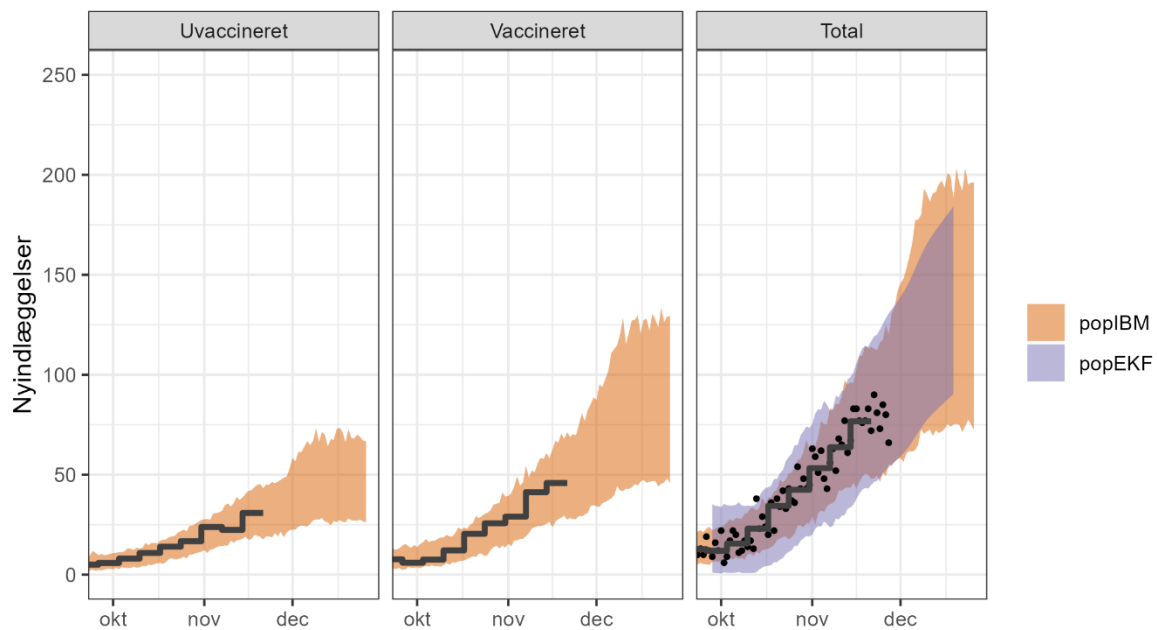 Uvaccineret
Vaccineret
Total
Nyindlæggelser
250
200
150
100
50
0
okt nov dec
okt nov dec
okt nov dec
popIBM
popEKF